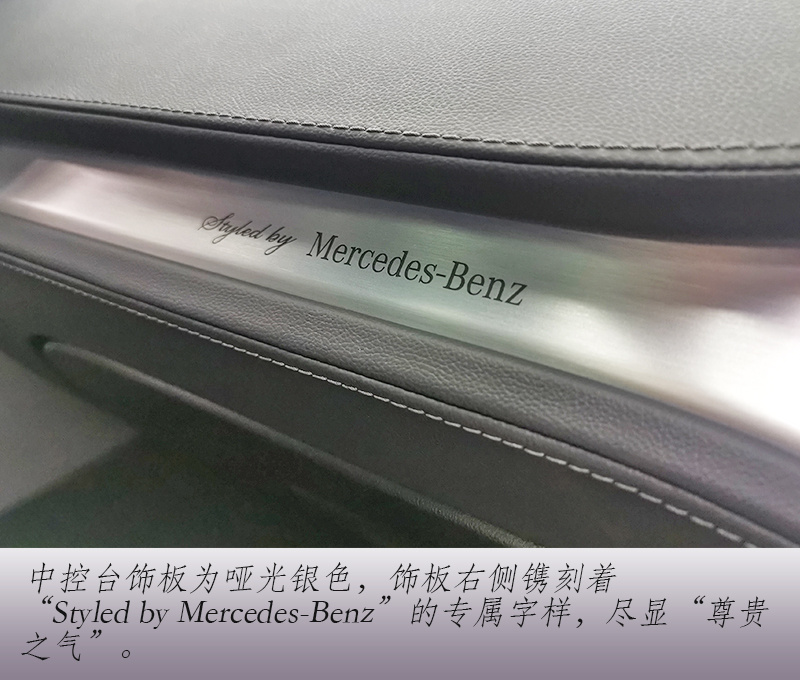 Styled by Mercedes-Benz
中控台饰板为哑光银色，饰板右侧镌刻着
“Styled by Mercedes-Benz”的专属字样，尽显“尊贵
之气”。